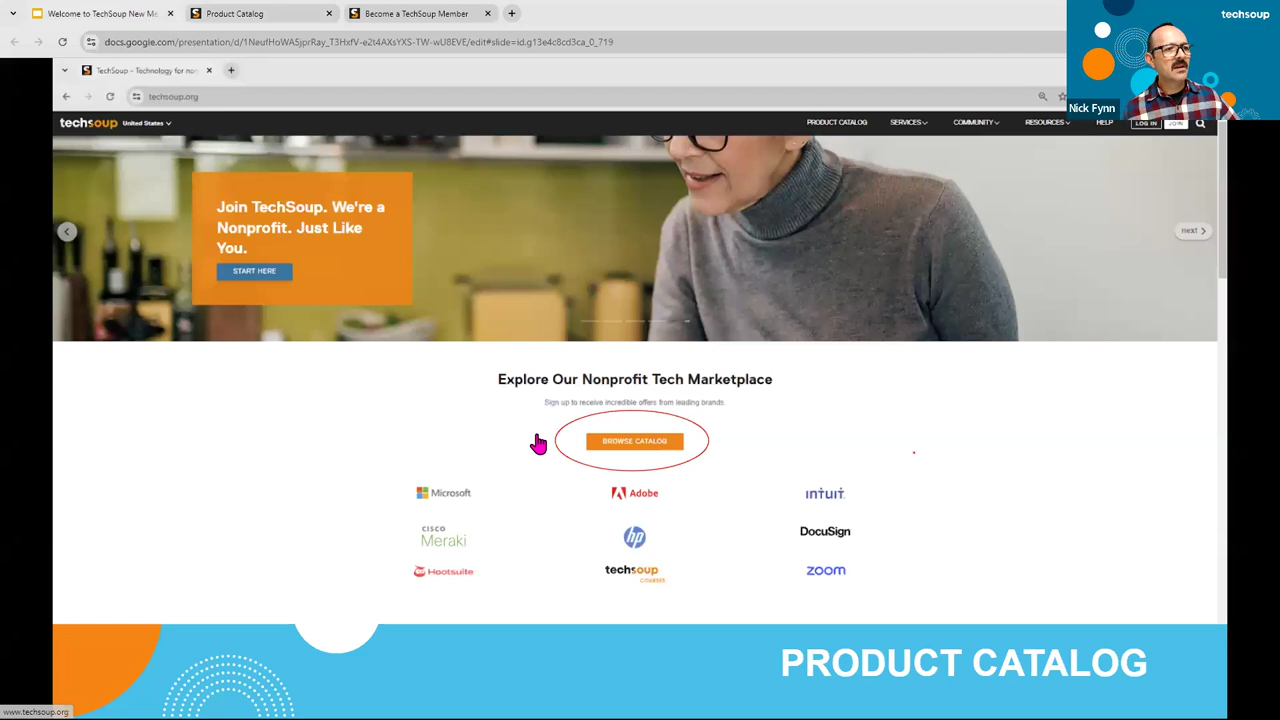 Welcome to TechSoup New Me
Product Catalog
Become a TechSoup Member
techsoup
docs.google.com/presentation/d/1NeufHoWA5jprRay_T3HxfV-e2t4AXsYXS-TW-wU8EVE/edit#slide=id.g13e4c8cd3ca_0_719
TechSoup - Technology for non
techsoup.org
Nick Fynn
techsoup United States
PRODUCT CATALOG SERVICES COMMUNITY RESOURCES HELP LOG IN JOIN
Join TechSoup. We're a
Nonprofit. Just Like
You.
START HERE
next
Explore Our Nonprofit Tech Marketplace
Sign up to receive incredible offers from leading brands.
BROWSE CATALOG
Microsoft
Adobe
INTUIT
CISCO
Meraki
hp
DocuSign
Hootsuite
techsoup
COURSES
zoom
PRODUCT CATALOG
www.techsoup.org